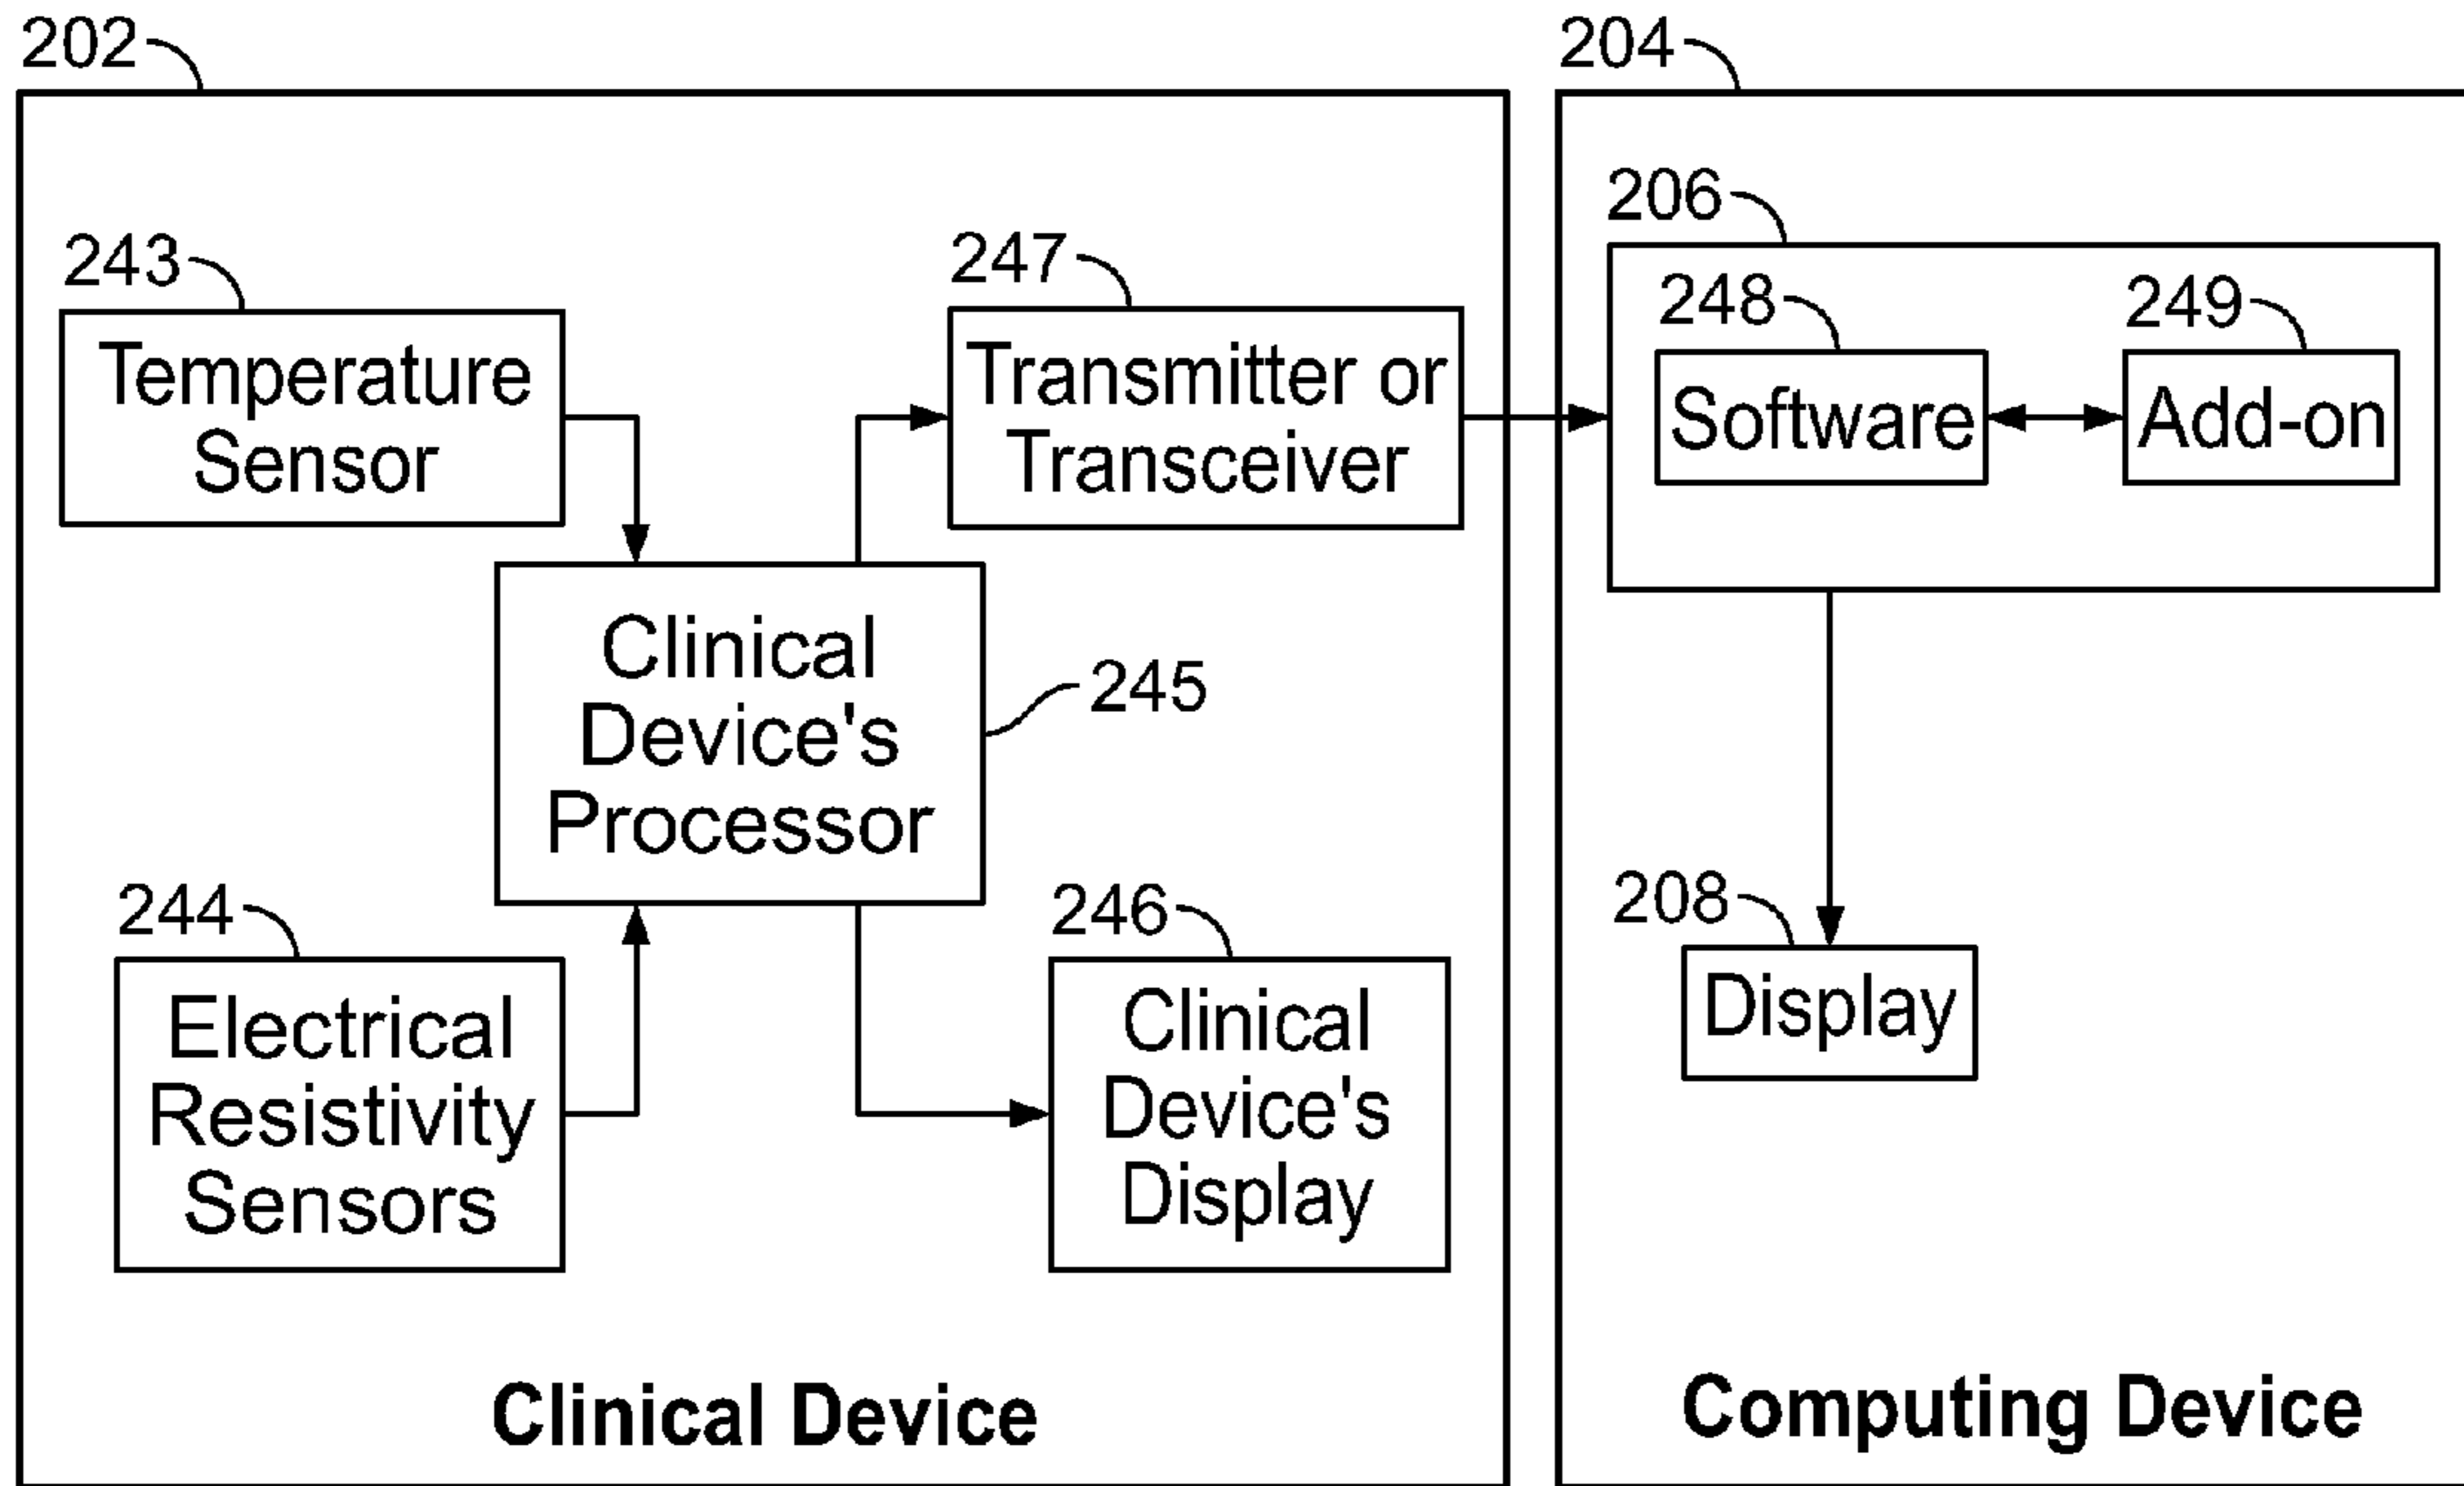 202
204
206
243
247
248
249
Temperature
Sensor
Transmitter or
Transceiver
Software
Add-on
Clinical
Device's
Processor
245
244
246
208
Electrical
Resistivity
Sensors
Clinical
Device's
Display
Display
Clinical Device
Computing Device